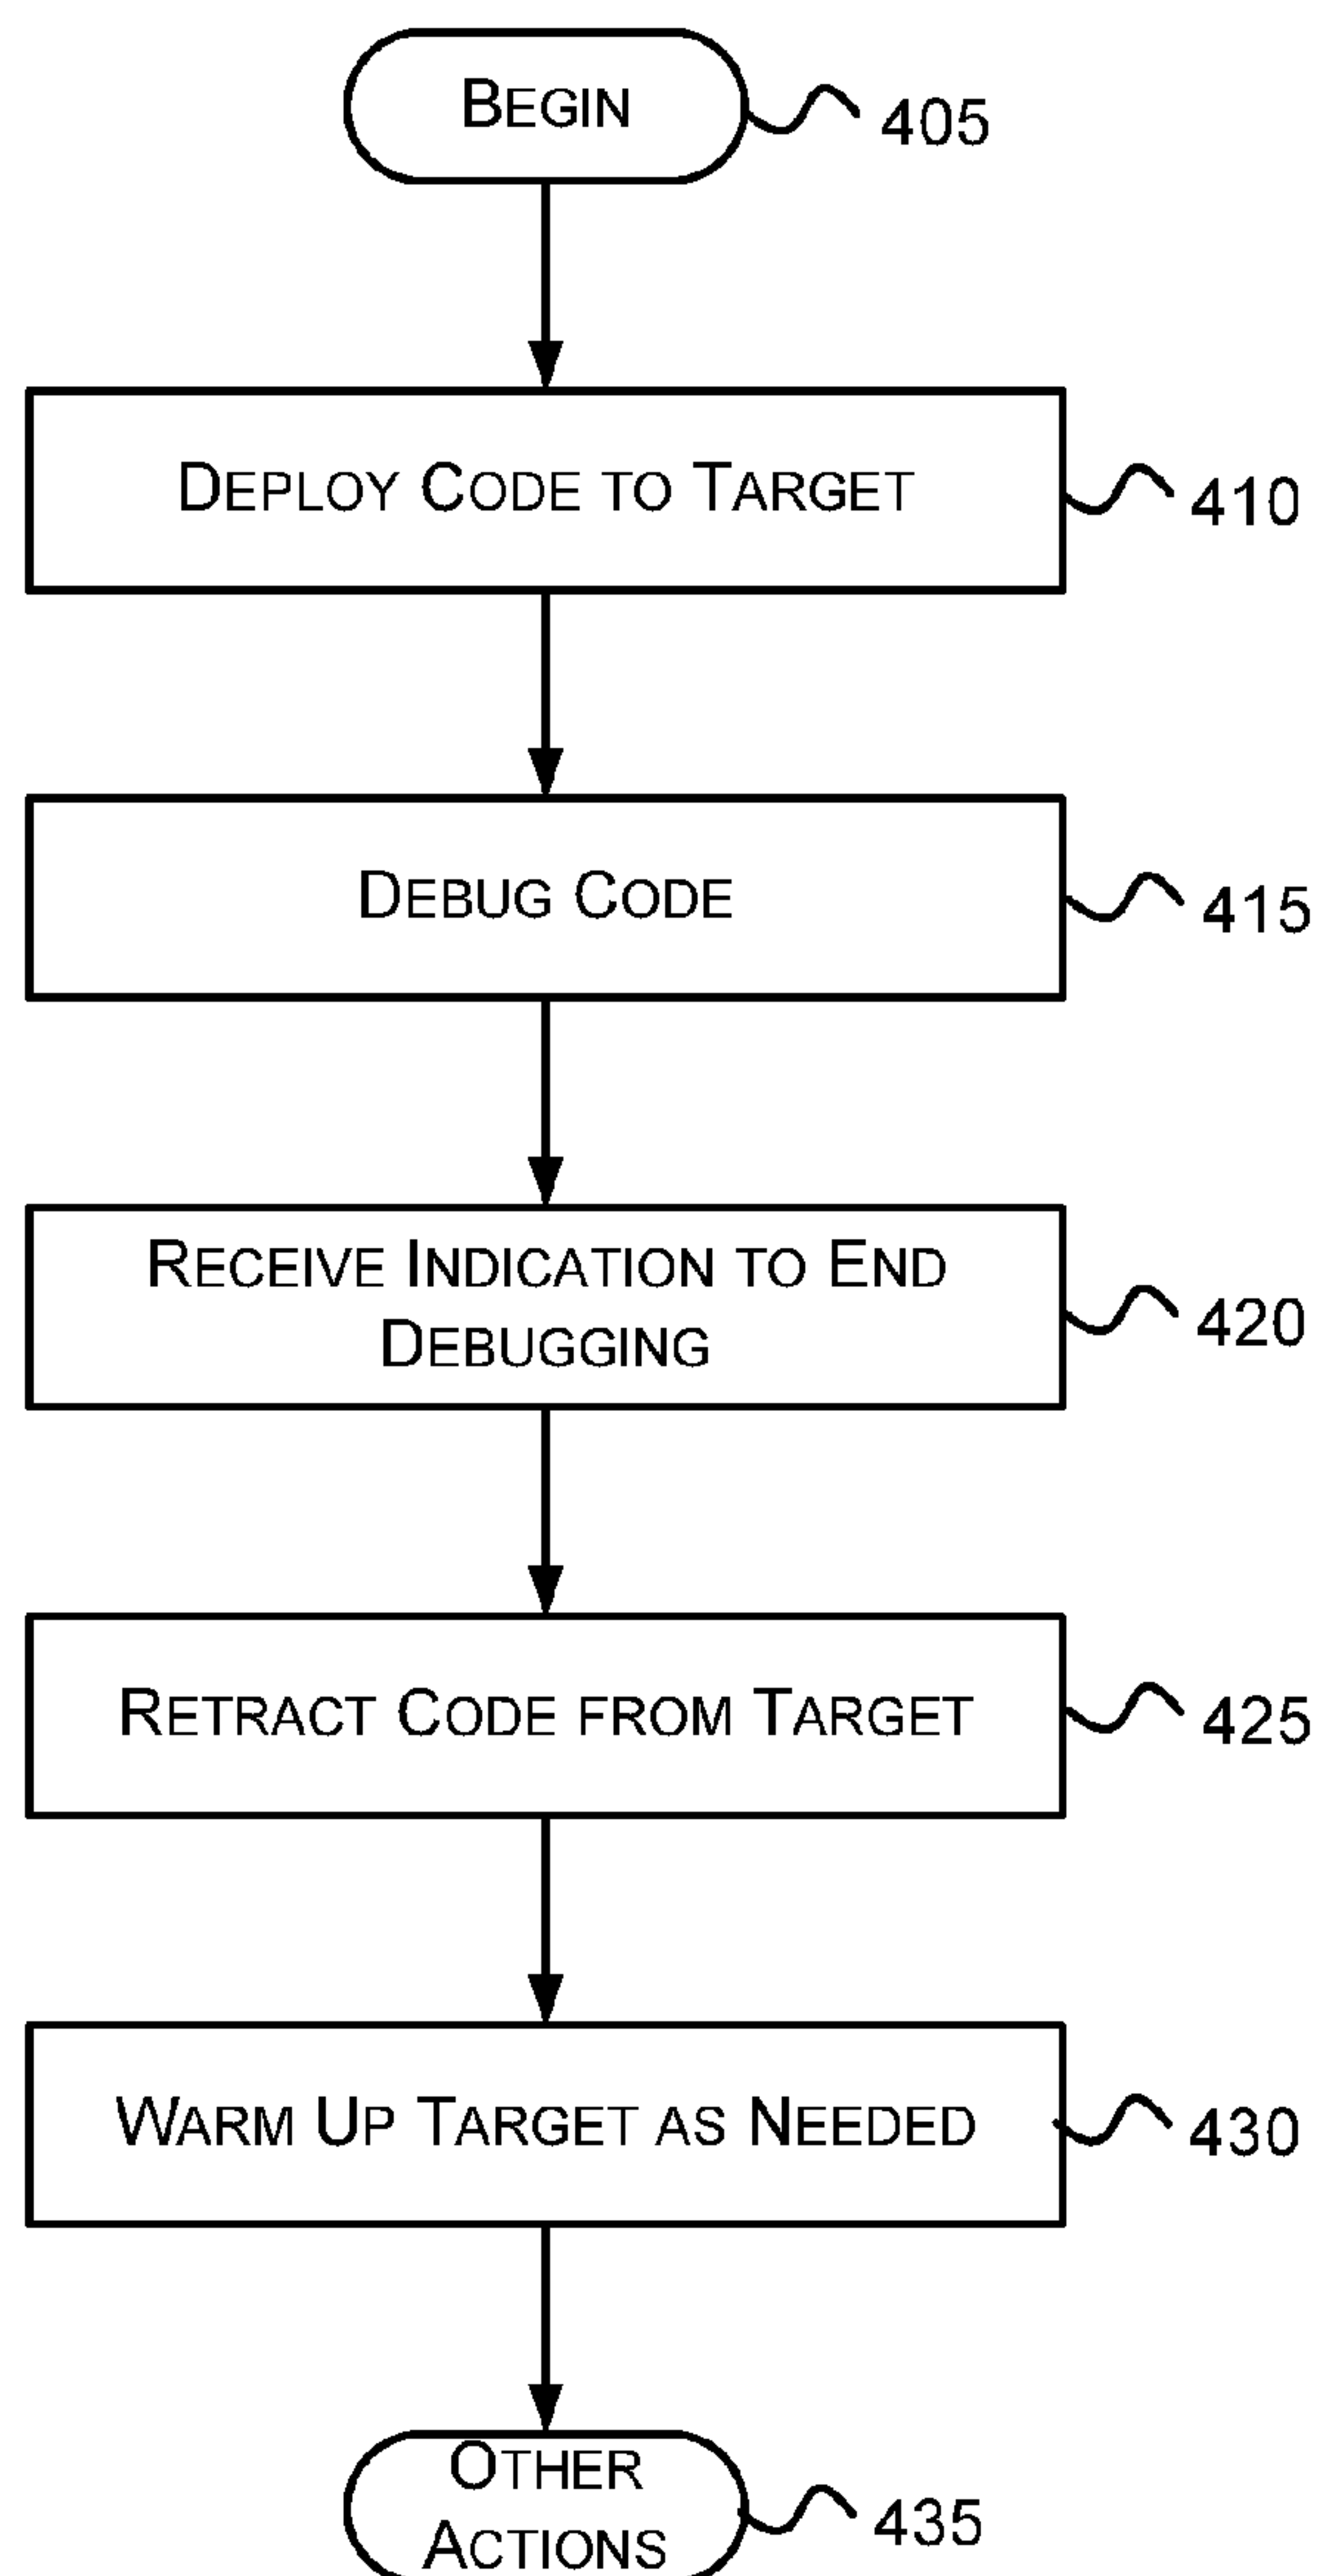 BEGIN
405
DEPLOY CODE TO TARGET
410
DEBUG CODE
415
RECEIVE INDICATION TO END
DEBUGGING
420
RETRACT CODE FROM TARGET
425
WARM UP TARGET AS NEEDED
430
OTHER
ACTIONS
435